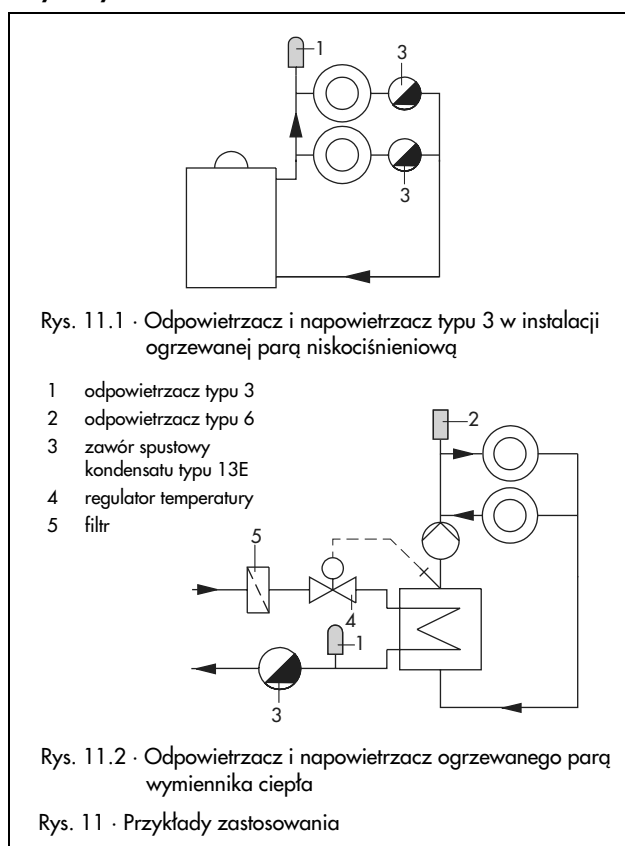 1
3
3
Rys. 11.1 · Odpowietrzacz i napowietrzacz typu 3 w instalacji
ogrzewanej parą niskociśnieniową
1 odpowietrzacz typu 3
2 odpowietrzacz typu 6
3 zawór spustowy
kondensatu typu 13E
4 regulator temperatury
5 filtr
2
5
4
1
3
Rys. 11.2 · Odpowietrzacz i napowietrzacz ogrzewanego parą
wymiennika ciepła
Rys. 11 · Przykłady zastosowania